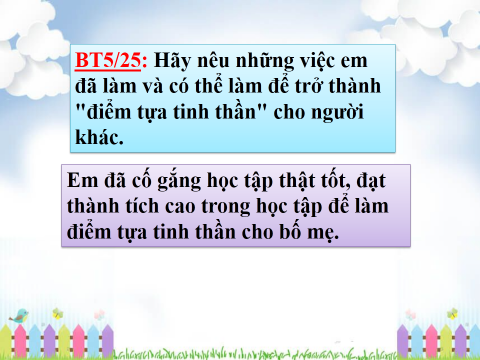 BT5/25: Hãy nêu những việc em
đã làm và có thể làm để trở thành
"điểm tựa tinh thần" cho người
khác.
Em đã cố gắng học tập thật tốt, đạt
thành tích cao trong học tập để làm
điểm tựa tinh thần cho bố mẹ.